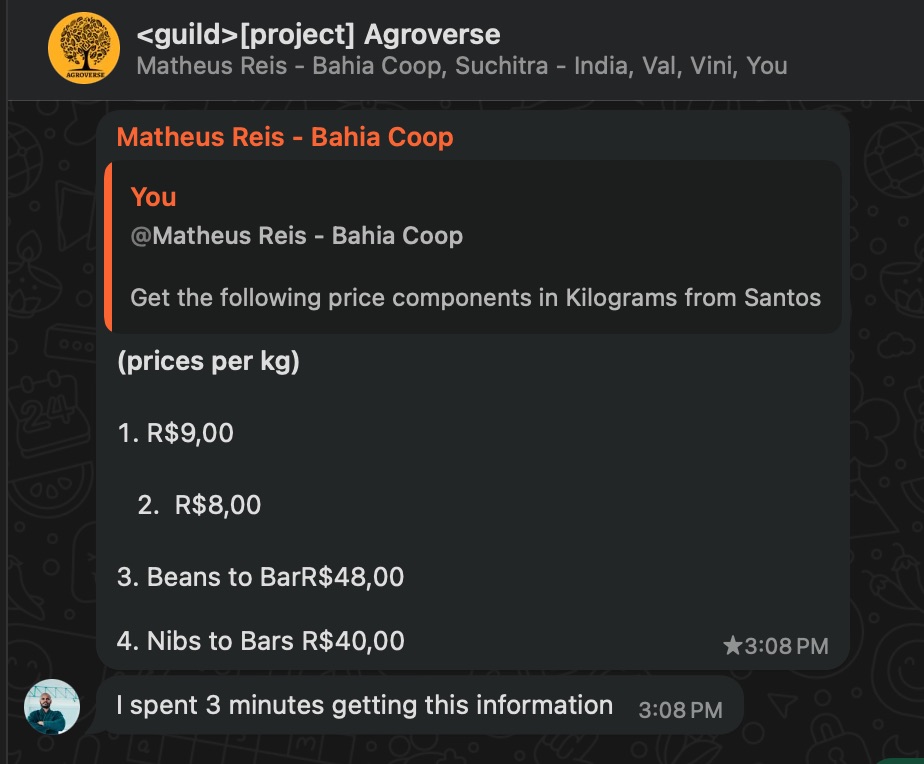 AGROVERSE
<guild>[project] Agroverse
Matheus Reis - Bahia Coop, Suchitra - India, Val, Vini, You
Matheus Reis - Bahia Coop
You
@Matheus Reis - Bahia Coop
Get the following price components in Kilograms from Santos
(prices per kg)
1. R$9,00
2. R$8,00
3. Beans to BarR$48,00
4. Nibs to Bars R$40,00
★3:08 PM
I spent 3 minutes getting this information 3:08 PM
24